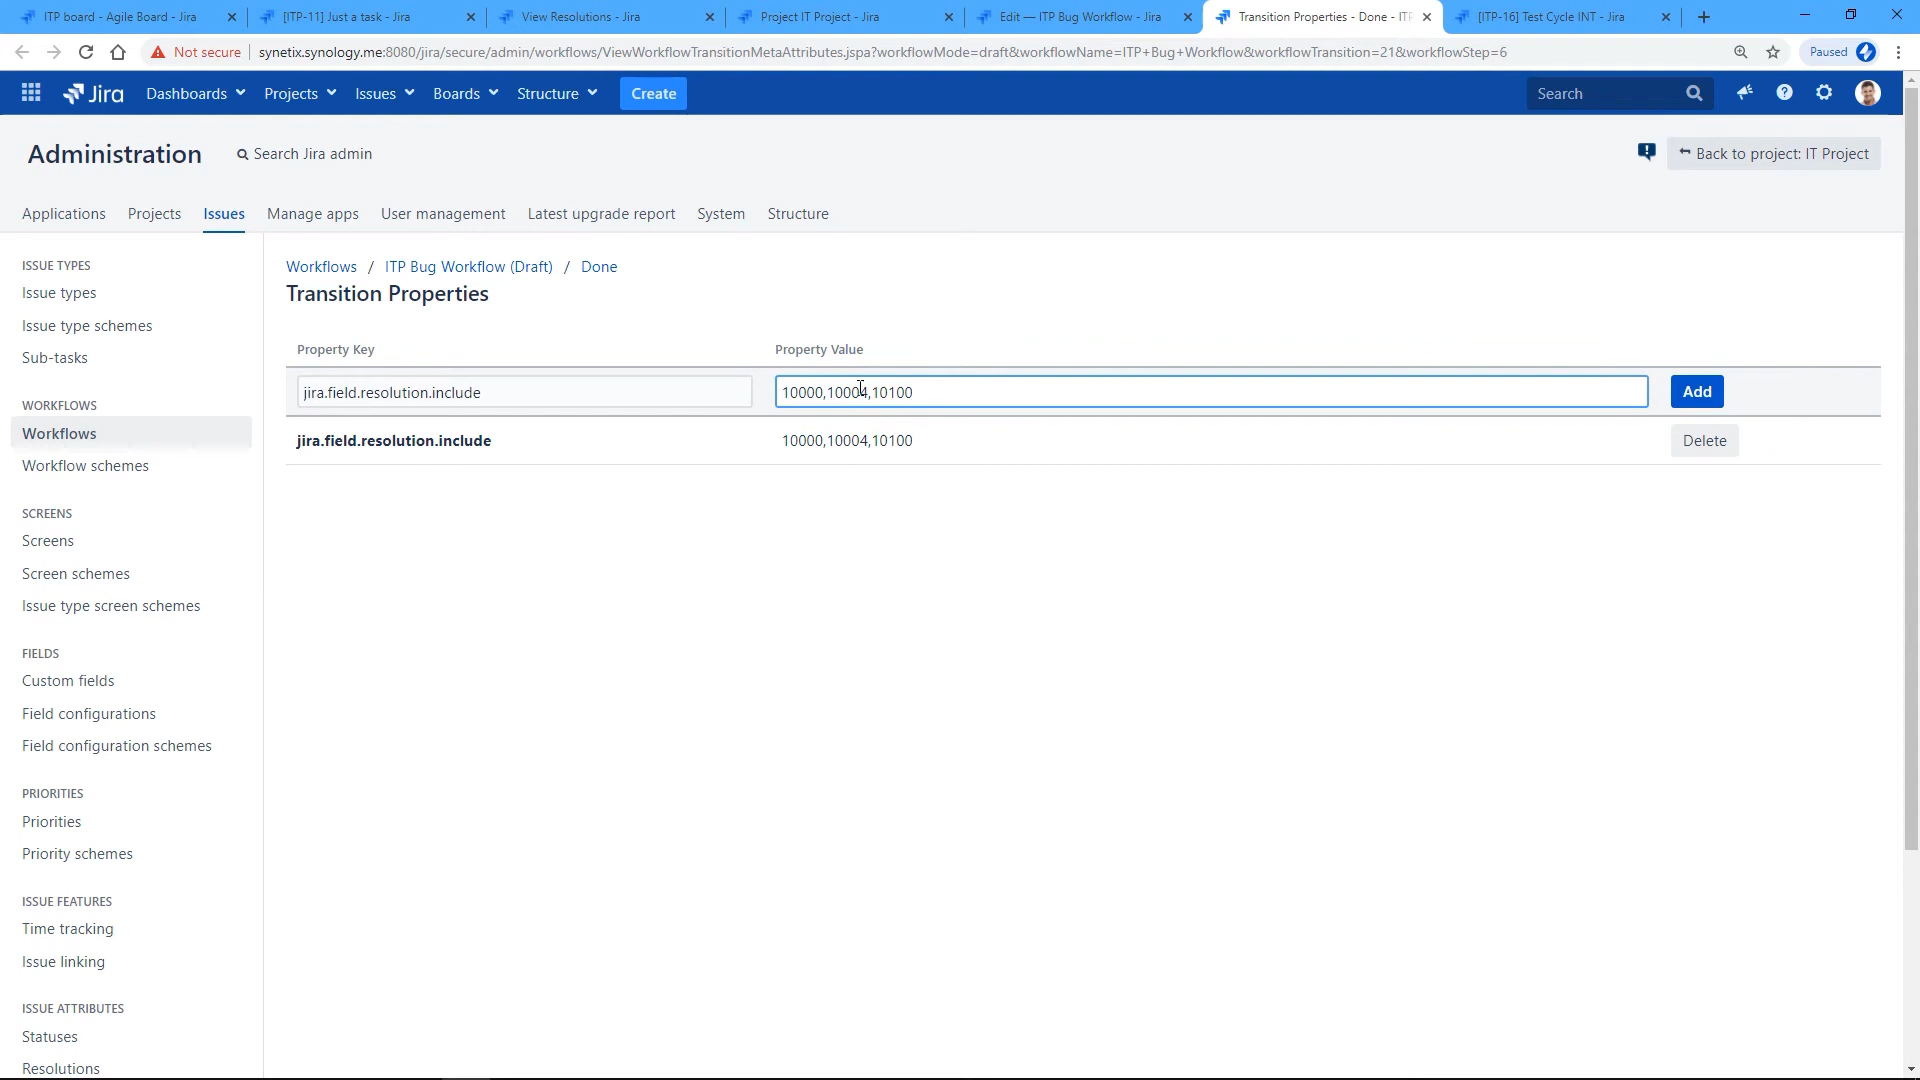 ITP board - Agile Board - Jira
[ITP-11] Just a task - Jira
View Resolutions - Jira
Project IT Project - Jira
Edit — ITP Bug Workflow - Jira
Transition Properties - Done - ITP
[ITP-16] Test Cycle INT - Jira
Not secure
synetix.synology.me:8080/jira/secure/admin/workflows/ViewWorkflowTransitionMetaAttributes.jspa?workflowMode=draft&workflowName=ITP+Bug+Workflow&workflowTransition=21&workflowStep=6
Paused
Jira
Dashboards
Projects
Issues
Boards
Structure
Create
Search
Administration
Search Jira admin
Back to project: IT Project
Applications
Projects
Issues
Manage apps
User management
Latest upgrade report
System
Structure
ISSUE TYPES
Issue types
Issue type schemes
Sub-tasks
WORKFLOWS
Workflows
Workflow schemes
SCREENS
Screens
Screen schemes
Issue type screen schemes
FIELDS
Custom fields
Field configurations
Field configuration schemes
PRIORITIES
Priorities
Priority schemes
ISSUE FEATURES
Time tracking
Issue linking
ISSUE ATTRIBUTES
Statuses
Resolutions
Workflows / ITP Bug Workflow (Draft) / Done
Transition Properties
Property Key
Property Value
jira.field.resolution.include
10000,10004,10100
Add
jira.field.resolution.include
10000,10004,10100
Delete